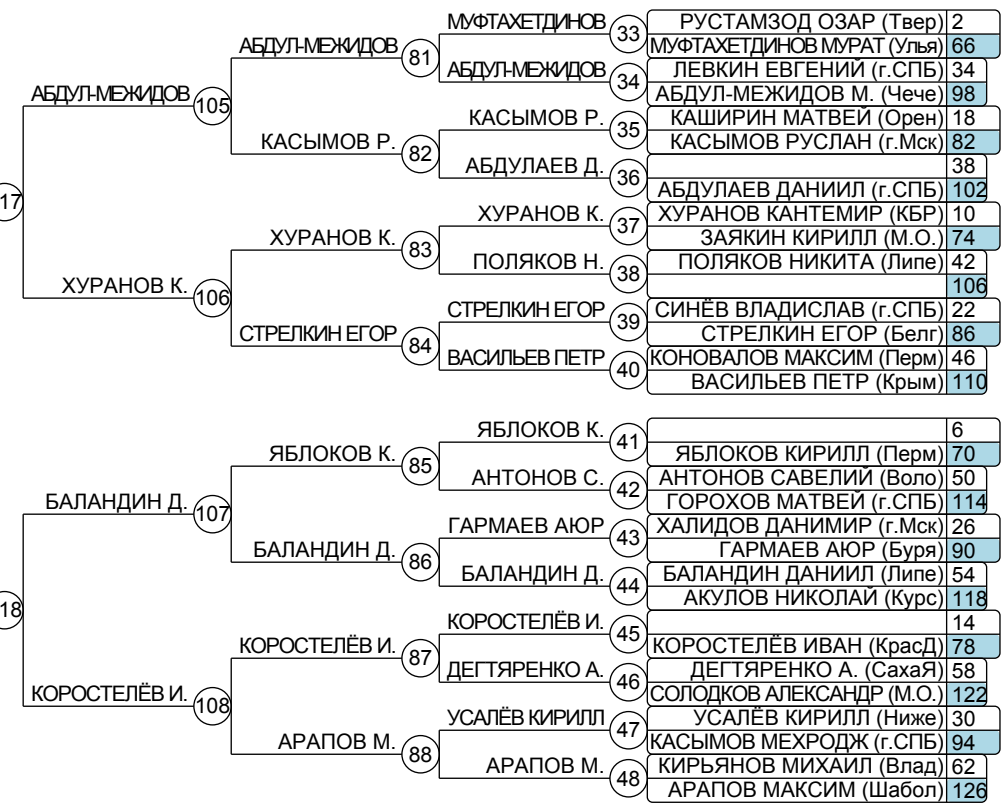 МУФТАХЕТДИНОВ 33 РУСТАМЗОД ОЗАР (Твер) 2
АБДУЛ-МЕЖИДОВ 81 МУФТАХЕТДИНОВ МУРАТ (Улья) 66
АБДУЛ-МЕЖИДОВ 34 ЛЕВКИН ЕВГЕНИЙ (г.СПБ) 34
АБДУЛ-МЕЖИДОВ 105 АБДУЛ-МЕЖИДОВ М. (Чече) 98
КАСЫМОВ Р. 35 КАШИРИН МАТВЕЙ (Орен) 18
КАСЫМОВ Р. 82 КАСЫМОВ РУСЛАН (г.Мск) 82
АБДУЛАЕВ Д. 36 38
17 АБДУЛАЕВ ДАНИИЛ (г.СПБ) 102
ХУРАНОВ К. 37 ХУРАНОВ КАНТЕМИР (КБР) 10
ХУРАНОВ К. 83 ЗАЯКИН КИРИЛЛ (М.О.) 74
ПОЛЯКОВ Н. 38 ПОЛЯКОВ НИКИТА (Липе) 42
ХУРАНОВ К. 106 106
СТРЕЛКИН ЕГОР 39 СИНЁВ ВЛАДИСЛАВ (г.СПБ) 22
СТРЕЛКИН ЕГОР 84 СТРЕЛКИН ЕГОР (Белг) 86
ВАСИЛЬЕВ ПЕТР 40 КОНОВАЛОВ МАКСИМ (Перм) 46
ВАСИЛЬЕВ ПЕТР (Крым) 110
ЯБЛОКОВ К. 41 6
ЯБЛОКОВ К. 85 ЯБЛОКОВ КИРИЛЛ (Перм) 70
АНТОНОВ С. 42 АНТОНОВ САВЕЛИЙ (Воло) 50
БАЛАНДИН Д. 107 ГОРОХОВ МАТВЕЙ (г.СПБ) 114
ГАРМАЕВ АЮР 43 ХАЛИДОВ ДАНИМИР (г.Мск) 26
БАЛАНДИН Д. 86 ГАРМАЕВ АЮР (Буря) 90
БАЛАНДИН Д. 44 БАЛАНДИН ДАНИИЛ (Липе) 54
18 АКУЛОВ НИКОЛАЙ (Курс) 118
КОРОСТЕЛЁВ И. 45 14
КОРОСТЕЛЁВ И. 87 КОРОСТЕЛЁВ ИВАН (КрасД) 78
ДЕГТЯРЕНКО А. 46 ДЕГТЯРЕНКО А. (СахаЯ) 58
КОРОСТЕЛЁВ И. 108 СОЛОДКОВ АЛЕКСАНДР (М.О.) 122
УСАЛЁВ КИРИЛЛ 47 УСАЛЁВ КИРИЛЛ (Ниже) 30
АРАПОВ М. 88 КАСЫМОВ МЕХРОДЖ (г.СПБ) 94
АРАПОВ М. 48 КИРЬЯНОВ МИХАИЛ (Влад) 62
АРАПОВ МАКСИМ (Шабол) 126